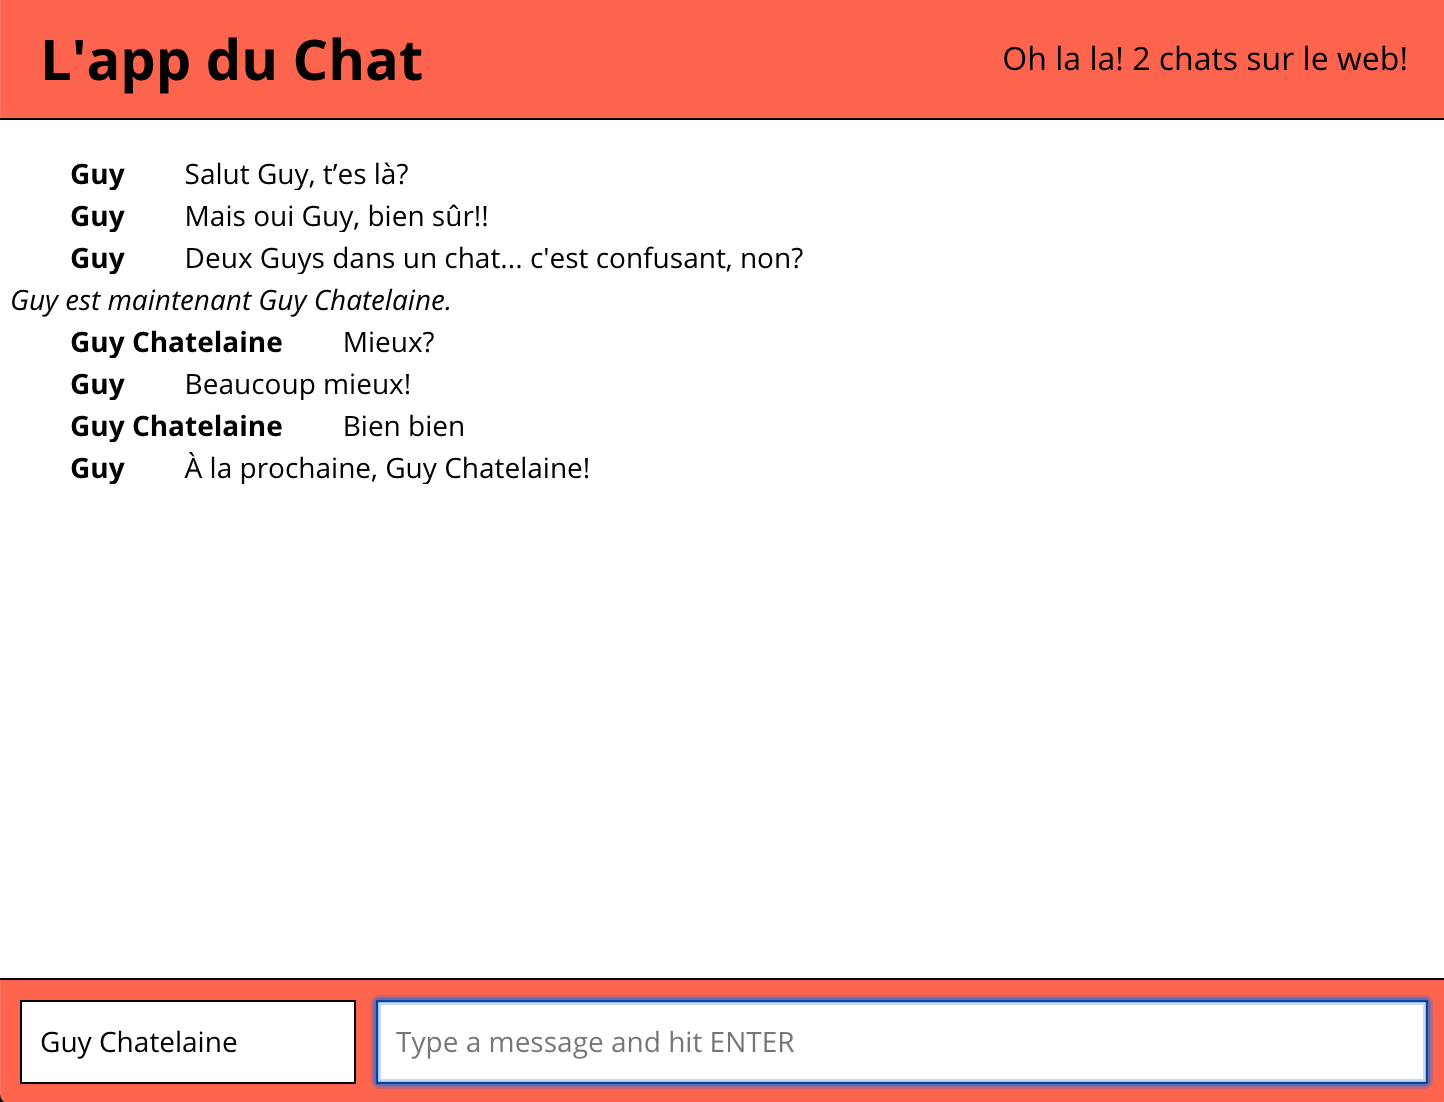 L'app du Chat
Oh la la! 2 chats sur le web!
Guy Salut Guy, t’es là?
Guy Mais oui Guy, bien sûr!!
Guy Deux Guys dans un chat... c'est confusant, non?
Guy est maintenant Guy Chatelaine.
Guy Chatelaine Mieux?
Guy Beaucoup mieux!
Guy Chatelaine Bien bien
Guy À la prochaine, Guy Chatelaine!
Guy Chatelaine
Type a message and hit ENTER